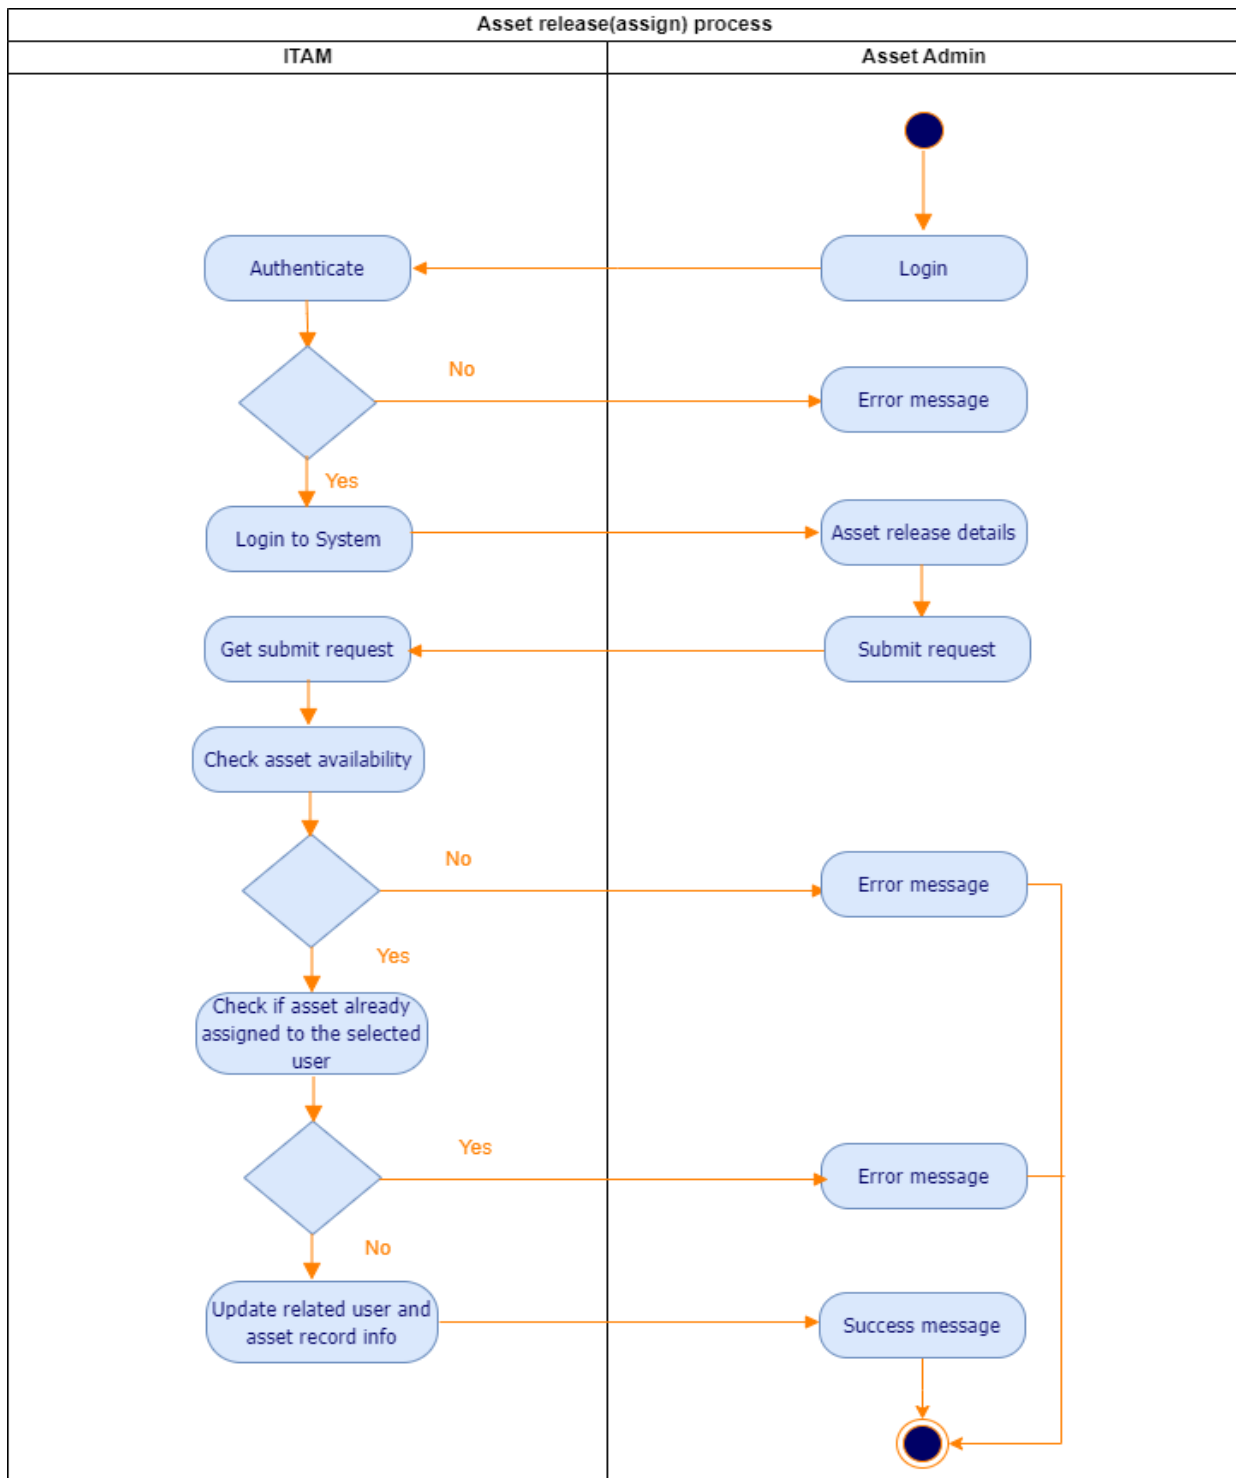 Asset release(assign) process
ITAM
Asset Admin
Authenticate
Login
No
Error message
Yes
Login to System
Asset release details
Get submit request
Submit request
Check asset availability
No
Error message
Yes
Check if asset already
assigned to the selected
user
Yes
Error message
No
Update related user and
asset record info
Success message